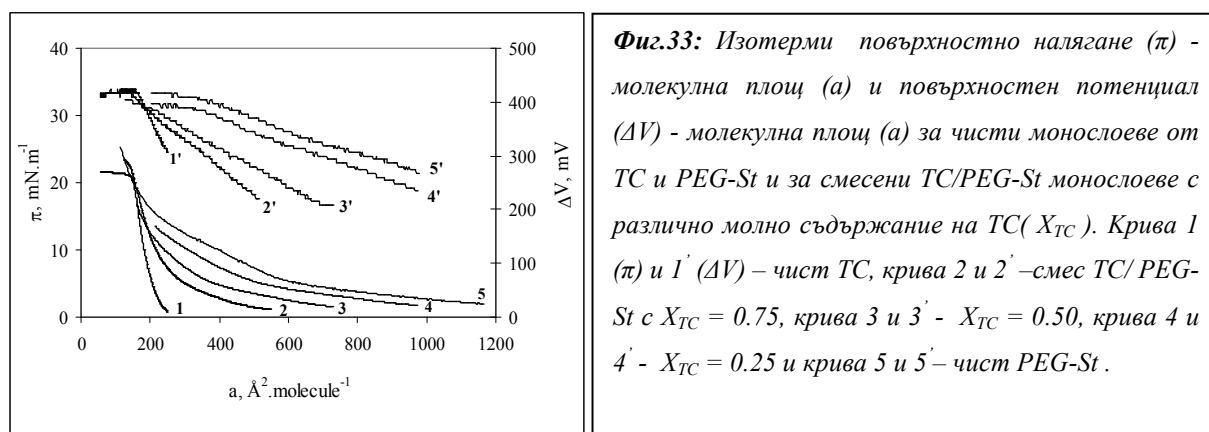 40
30
20
10
0
π, mN.m-1
500
400
300
200
100
0
ΔV, mV
1'
2'
3'
5'
4'
1
2
3
4
5
0 200 400 600 800 1000 1200
a, Å2.molecule-1
Фиг.33: Изотерми повърхностно налягане (π) -
молекулна площ (a) и повърхностен потенциал
(ΔV) - молекулна площ (a) за чисти монослоеве от
TC и PEG-St и за смесени TC/PEG-St монослоеве с
различно молно съдържание на TC( XTC ). Крива 1
(π) и 1' (ΔV) – чист TC, крива 2 и 2' –смес TC/ PEG-
St с XTC = 0.75, крива 3 и 3' - XTC = 0.50, крива 4 и
4' - XTC = 0.25 и крива 5 и 5'– чист PEG-St .